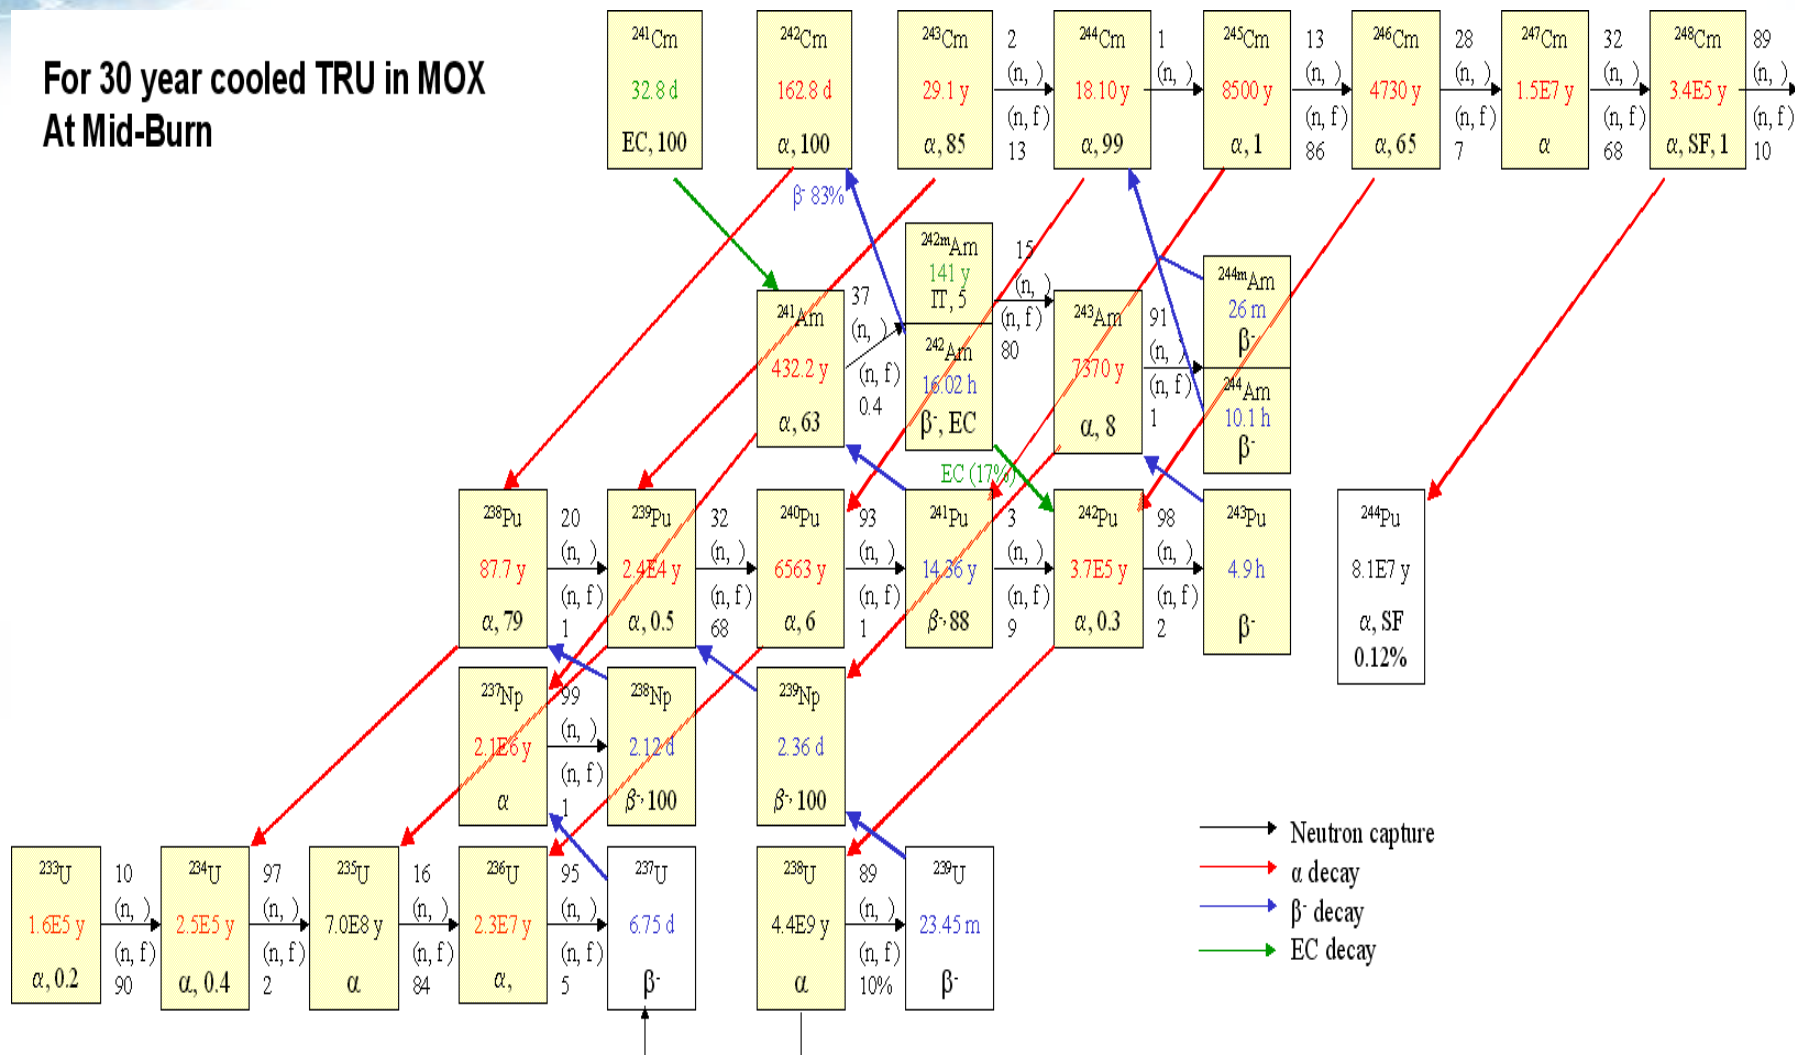 For 30 year cooled TRU in MOX
At Mid-Burn
²⁴¹Cm
32.8 d
EC, 100
²⁴²Cm
162.8 d
α, 100
²⁴³Cm
29.1 y
α, 85
2
(n, )
(n, f)
13
²⁴⁴Cm
18.10 y
α, 99
1
(n, )
²⁴⁵Cm
8500 y
α, 1
13
(n, )
(n, f)
86
²⁴⁶Cm
4730 y
α, 65
28
(n, )
(n, f)
7
²⁴⁷Cm
1.5E7 y
α
32
(n, )
(n, f)
68
²⁴⁸Cm
3.4E5 y
α, SF, 1
89
(n, )
(n, f)
10
β- 83%
²⁴¹Am
432.2 y
α, 63
37
(n, )
(n, f)
0.4
²⁴²ᵐAm
141 y
IT, 5
²⁴²Am
16.02 h
β-, EC
15
(n, )
(n, f)
80
²⁴³Am
7370 y
α, 8
91
(n, )
(n, f)
1
²⁴⁴ᵐAm
26 m
β-
²⁴⁴Am
10.1 h
β-
EC (17%)
²³⁸Pu
87.7 y
α, 79
20
(n, )
(n, f)
1
²³⁹Pu
2.4E4 y
α, 0.5
32
(n, )
(n, f)
68
²⁴⁰Pu
6563 y
α, 6
93
(n, )
(n, f)
1
²⁴¹Pu
14.36 y
β-, 88
3
(n, )
(n, f)
9
²⁴²Pu
3.7E5 y
α, 0.3
98
(n, )
(n, f)
2
²⁴³Pu
4.9 h
β-
²⁴⁴Pu
8.1E7 y
α, SF
0.12%
²³⁷Np
2.1E6 y
α
99
(n, )
(n, f)
1
²³⁸Np
2.12 d
β-, 100
²³⁹Np
2.36 d
β-, 100
²³³U
1.6E5 y
α, 0.2
10
(n, )
(n, f)
90
²³⁴U
2.5E5 y
α, 0.4
97
(n, )
(n, f)
2
²³⁵U
7.0E8 y
α
16
(n, )
(n, f)
84
²³⁶U
2.3E7 y
α,
95
(n, )
(n, f)
5
²³⁷U
6.75 d
β-
²³⁸U
4.4E9 y
α
89
(n, )
(n, f)
10%
²³⁹U
23.45 m
β-
Neutron capture
α decay
β- decay
EC decay